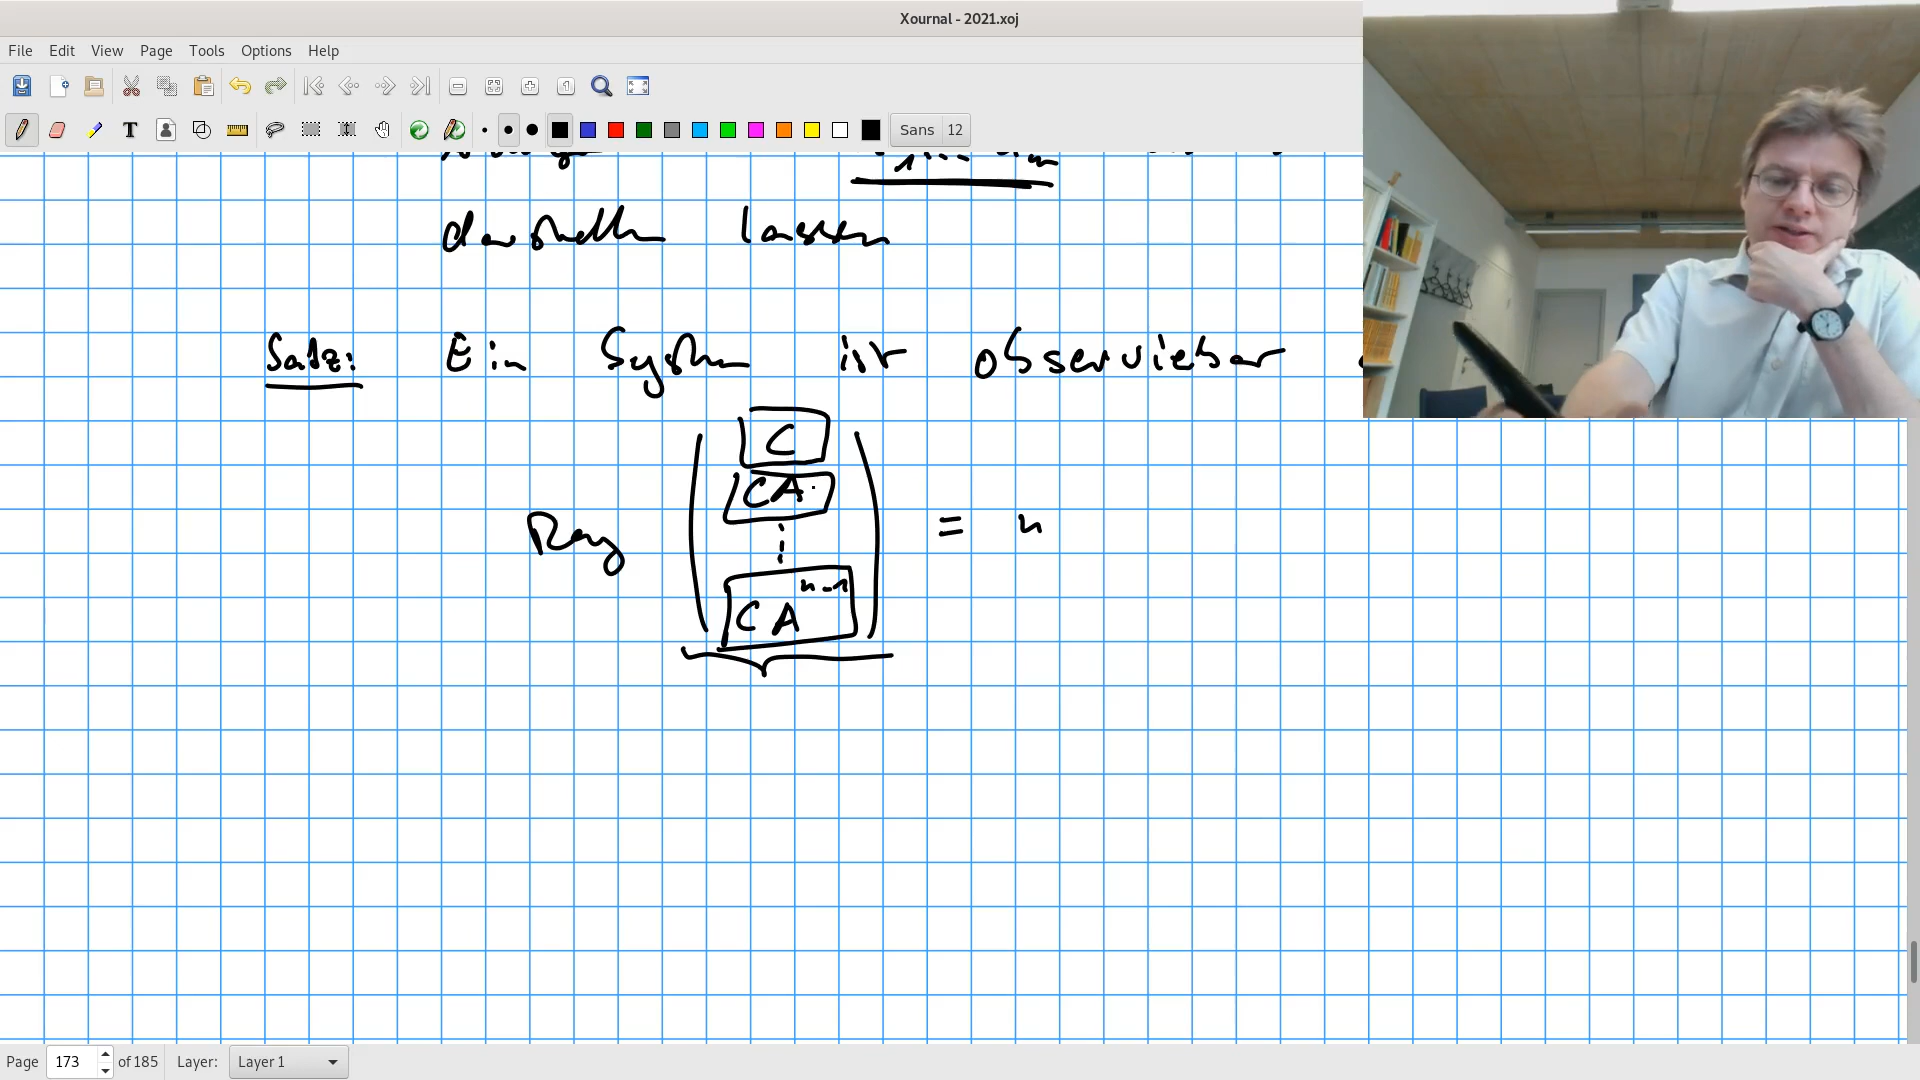 Xournal - 2021.xoj
File Edit View Page Tools Options Help
Sans 12
darstellen lassen
Satz: Ein System ist observierbar
C
CA
Rang = n
CA^{n-1}
Page 173 of 185 Layer: Layer 1